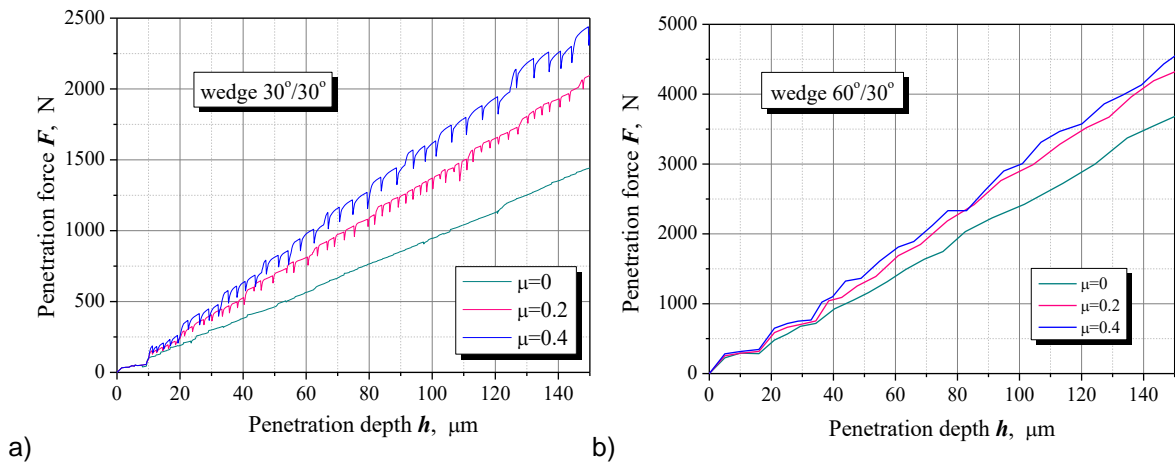 2500
2000
1500
1000
500
0
Penetration force F, N
wedge 30°/30°
μ=0
μ=0.2
μ=0.4
0 20 40 60 80 100 120 140
Penetration depth h, μm
a)
5000
4000
3000
2000
1000
0
Penetration force F, N
wedge 60°/30°
μ=0
μ=0.2
μ=0.4
0 20 40 60 80 100 120 140
Penetration depth h, μm
b)